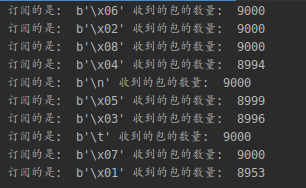 订阅的是:  b'\x06' 收到的包的数量:  9000
订阅的是:  b'\x02' 收到的包的数量:  9000
订阅的是:  b'\x08' 收到的包的数量:  9000
订阅的是:  b'\x04' 收到的包的数量:  8994
订阅的是:  b'\n' 收到的包的数量:  9000
订阅的是:  b'\x05' 收到的包的数量:  8999
订阅的是:  b'\x03' 收到的包的数量:  8996
订阅的是:  b'\t' 收到的包的数量:  9000
订阅的是:  b'\x07' 收到的包的数量:  9000
订阅的是:  b'\x01' 收到的包的数量:  8953